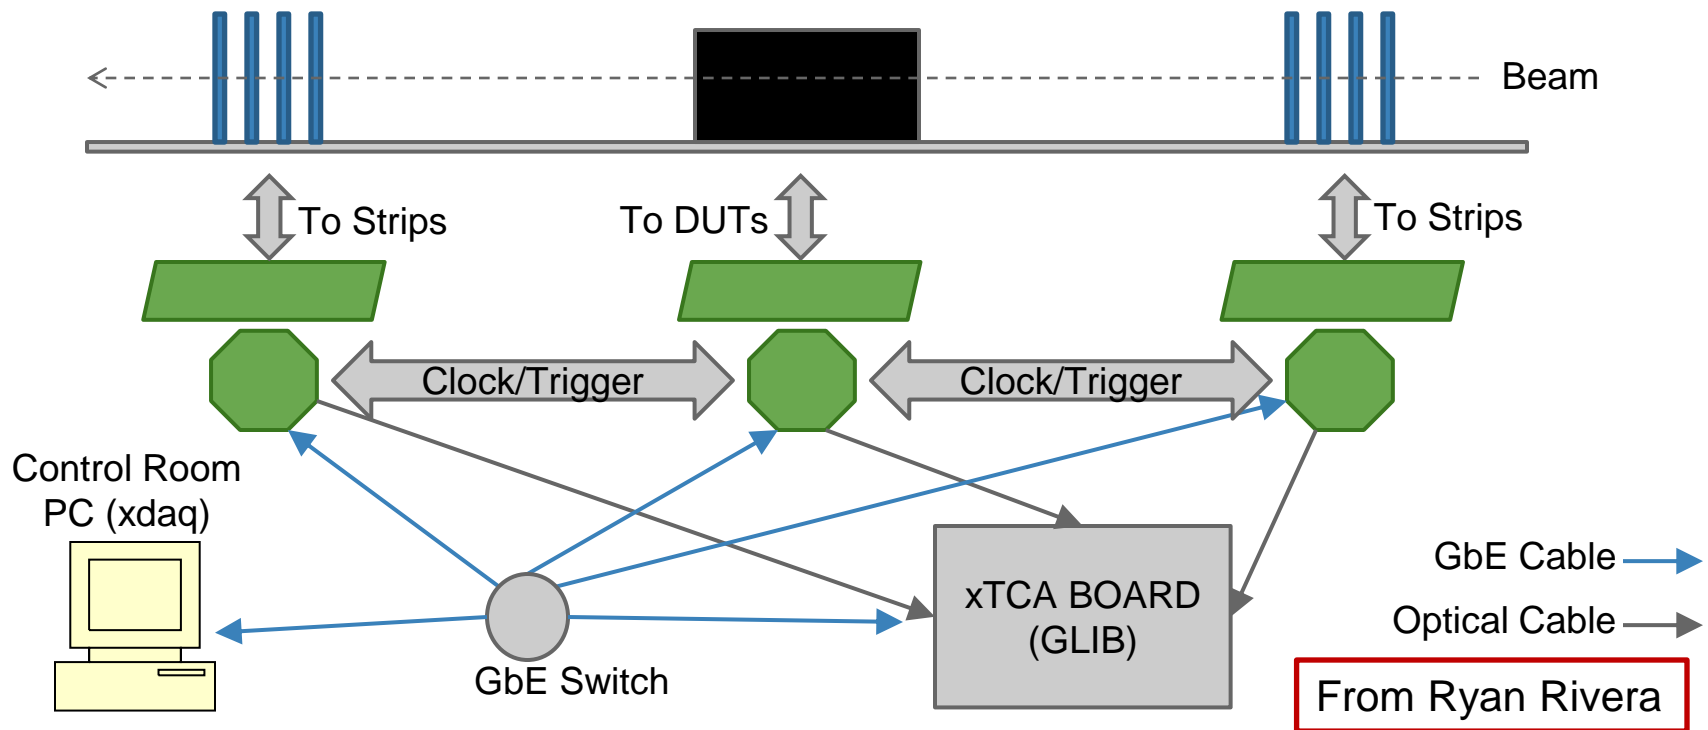 Beam
To Strips
To DUTs
To Strips
Clock/Trigger
Clock/Trigger
Control Room
PC (xdaq)
GbE Switch
xTCA BOARD
(GLIB)
GbE Cable
Optical Cable
From Ryan Rivera